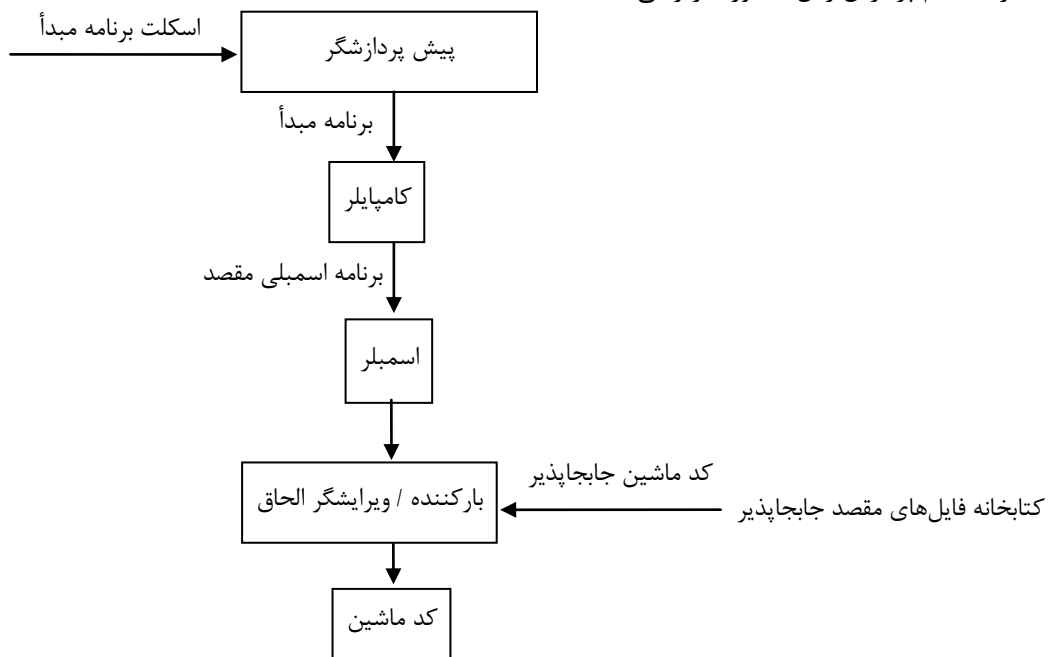 اسکلت برنامه مبدأ
پیش پردازشگر
برنامه مبدأ
کامپایلر
برنامه اسمبلی مقصد
اسمبلر
کد ماشین جابجاپذیر
بارکننده / ویرایشگر الحاق
کتابخانه فایل‌های مقصد جابجاپذیر
کد ماشین